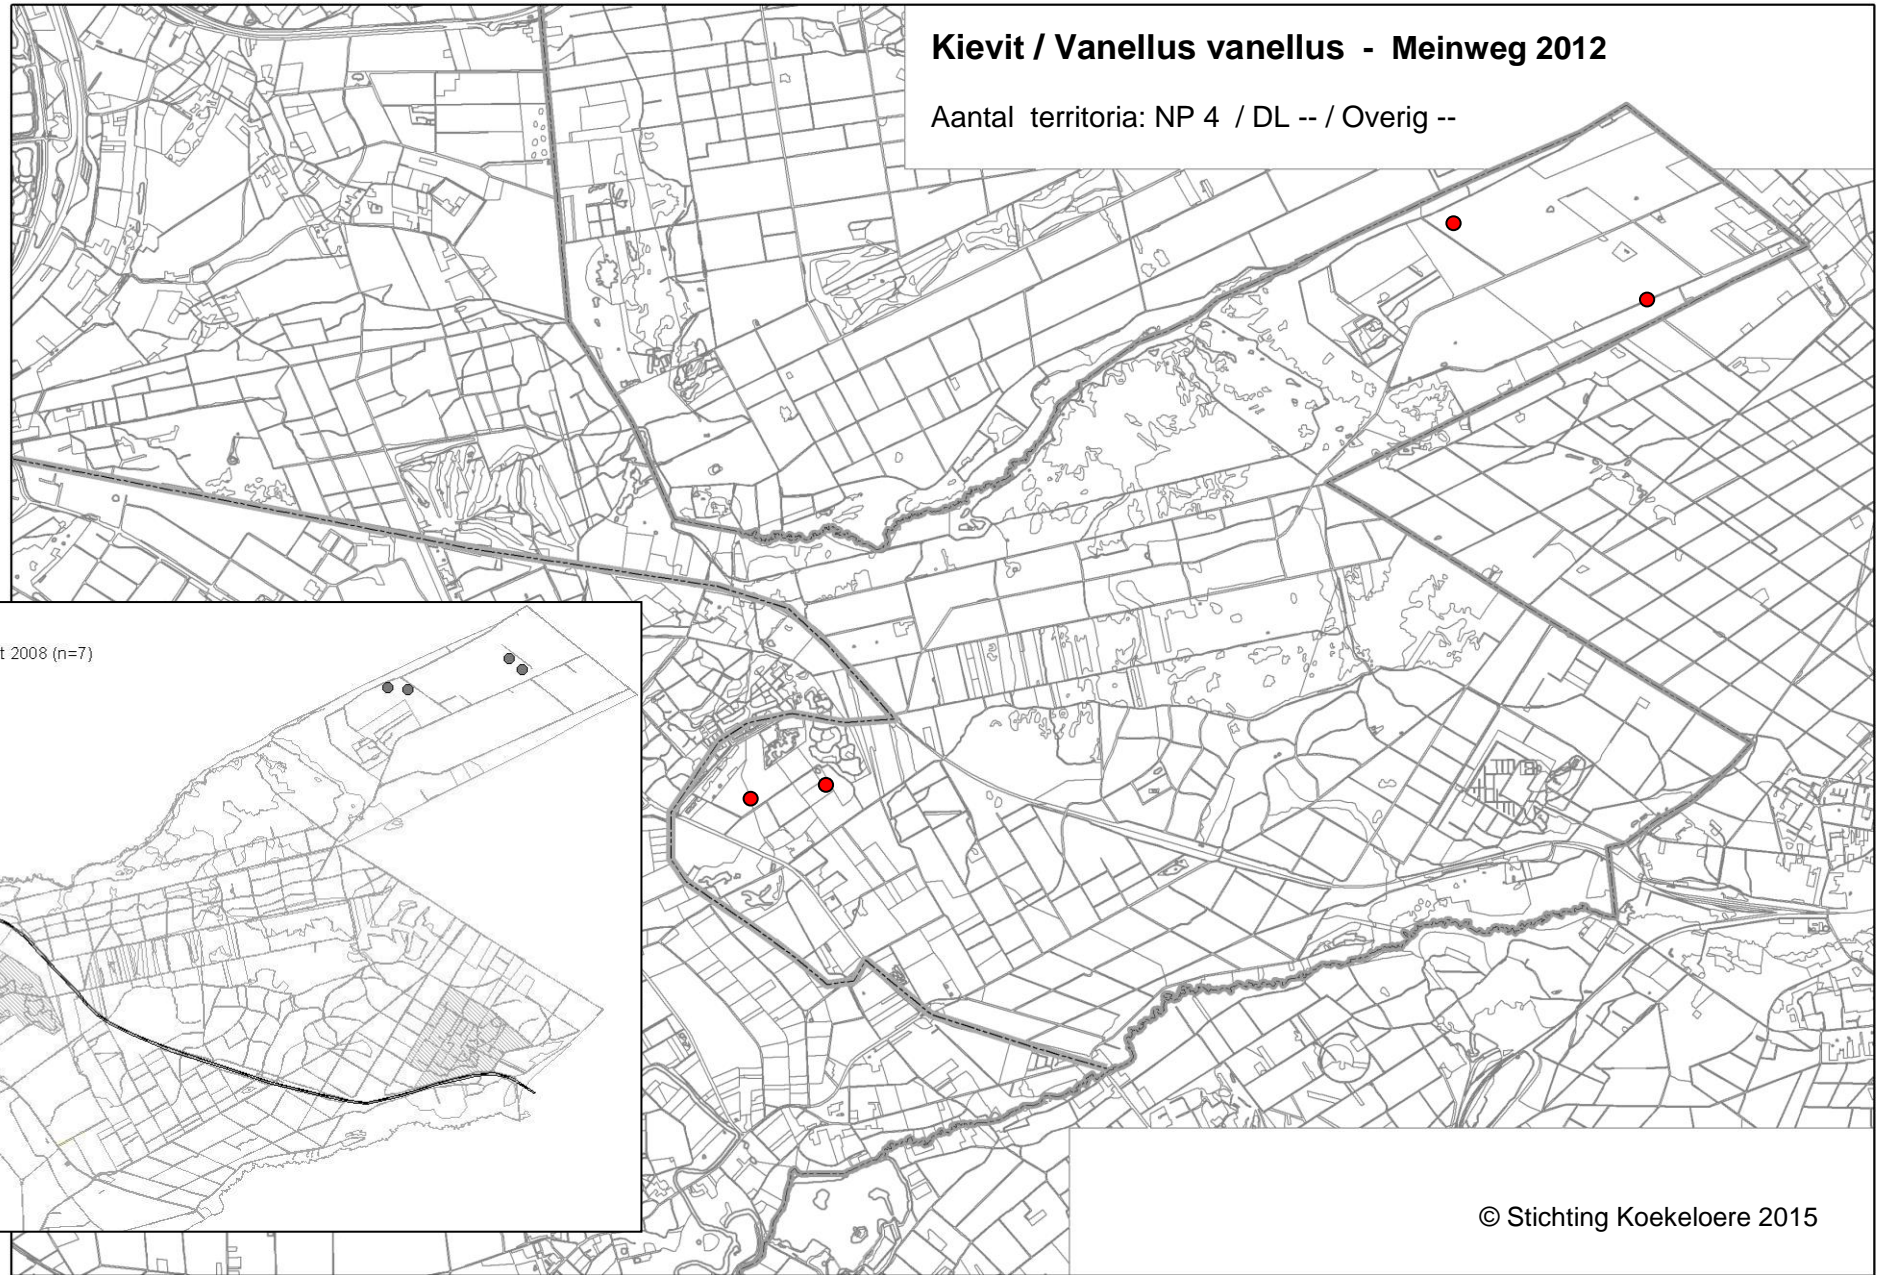 Kievit / Vanellus vanellus - Meinweg 2012
Aantal territoria: NP 4 / DL -- / Overig --
t 2008 (n=7)
© Stichting Koekeloere 2015